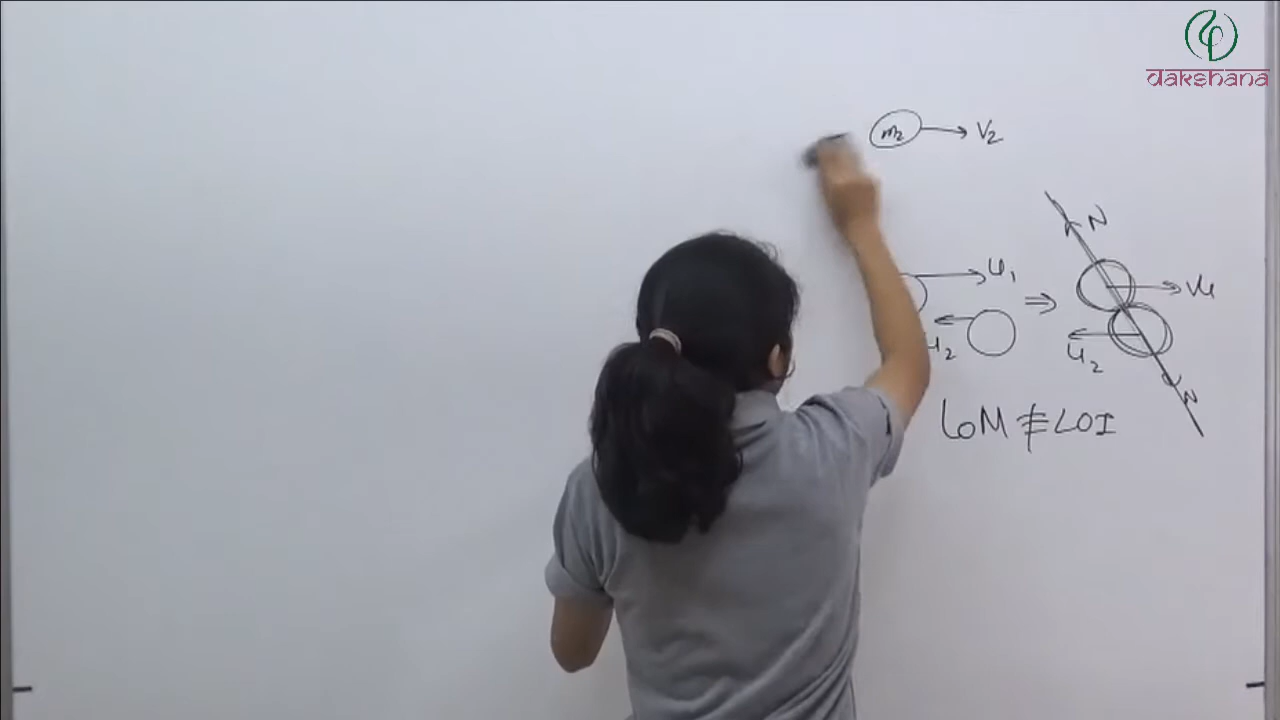 dakshana
m2 → V2
N
u1 ⇒ u1
u2
u2
N
LOM ≠ LOI